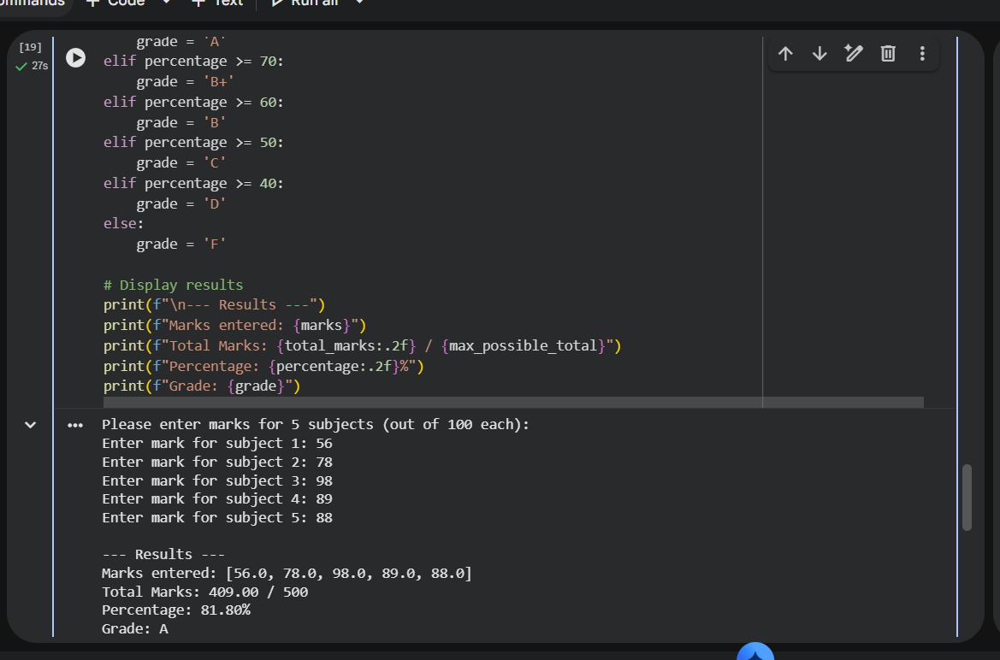 + Code + Text Run all
[19]
27s
grade = 'A'
elif percentage >= 70:
grade = 'B+'
elif percentage >= 60:
grade = 'B'
elif percentage >= 50:
grade = 'C'
elif percentage >= 40:
grade = 'D'
else:
grade = 'F'
# Display results
print(f"\n--- Results ---")
print(f"Marks entered: {marks}")
print(f"Total Marks: {total_marks:.2f} / {max_possible_total}")
print(f"Percentage: {percentage:.2f}%")
print(f"Grade: {grade}")
Please enter marks for 5 subjects (out of 100 each):
Enter mark for subject 1: 56
Enter mark for subject 2: 78
Enter mark for subject 3: 98
Enter mark for subject 4: 89
Enter mark for subject 5: 88
--- Results ---
Marks entered: [56.0, 78.0, 98.0, 89.0, 88.0]
Total Marks: 409.00 / 500
Percentage: 81.80%
Grade: A